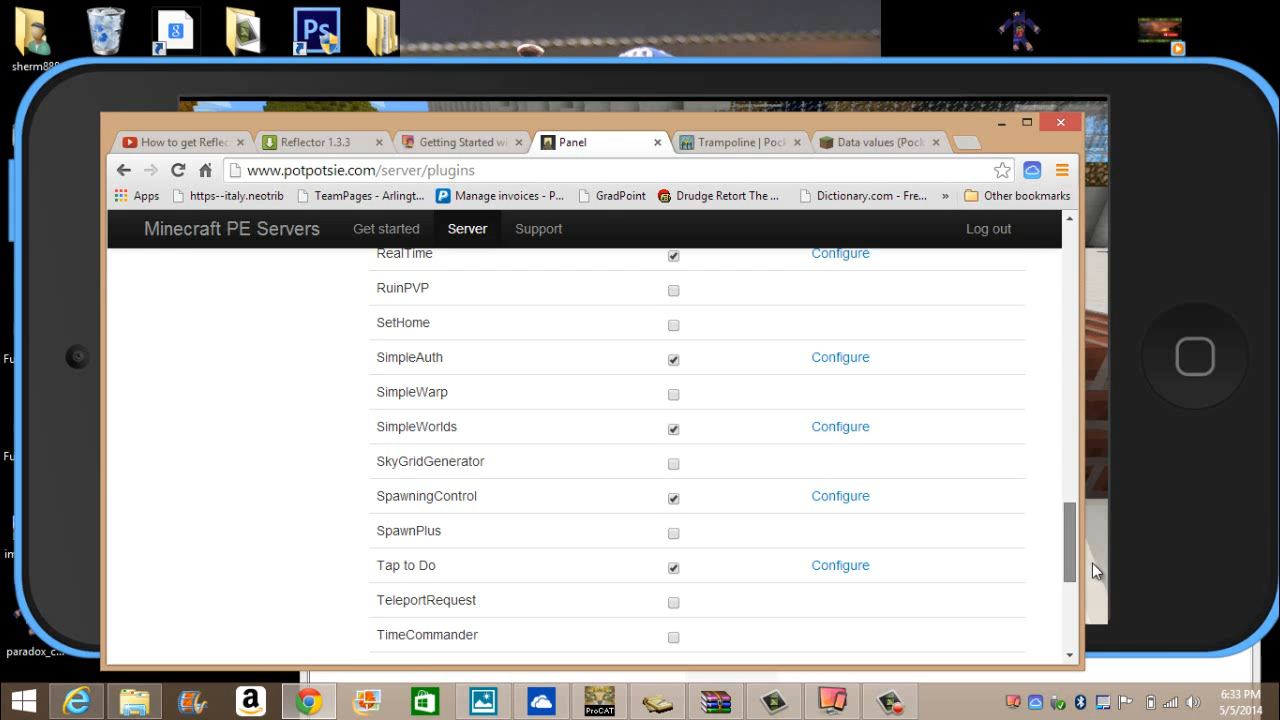 sherm888
How to get Reflec
Reflector 1.3.3
Getting Started wi
Panel
Trampoline | Pock
Data values (Pock
www.potpotsie.com/server/plugins
Apps
https--italy.neotrib
TeamPages - Arlingt...
Manage invoices - P...
GradPoint
Drudge Retort The ...
Dictionary.com - Fre...
»
Other bookmarks
Minecraft PE Servers
Get started
Server
Support
Log out
RealTime
Configure
RuinPVP
SetHome
SimpleAuth
Configure
SimpleWarp
SimpleWorlds
Configure
SkyGridGenerator
SpawningControl
Configure
SpawnPlus
Tap to Do
Configure
TeleportRequest
TimeCommander
Fu
Fu
im
paradox_c...
ProCAT
6:33 PM
5/5/2014